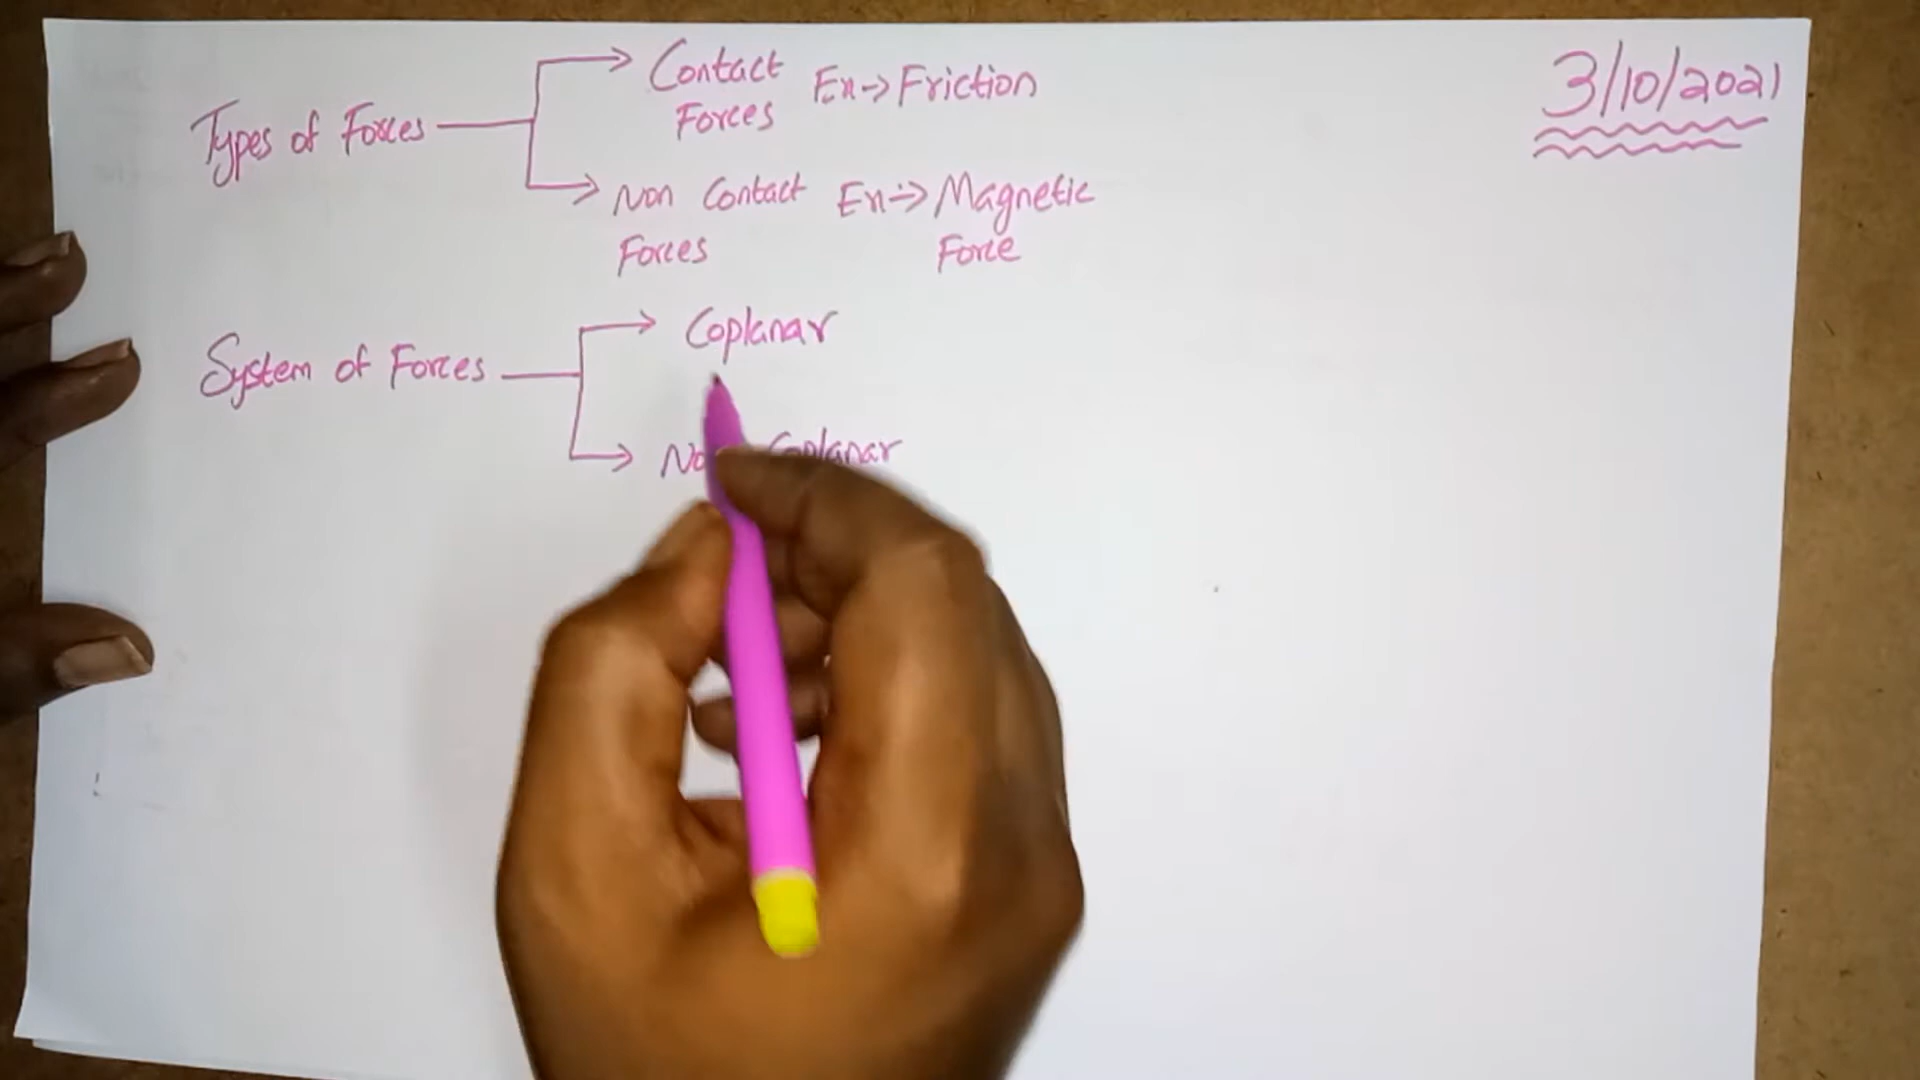 3/10/2021
Contact
Forces
Ex -> Friction
Types of Forces
Non Contact
Forces
Ex :-> Magnetic
Force
Coplanar
System of Forces
Coplanar